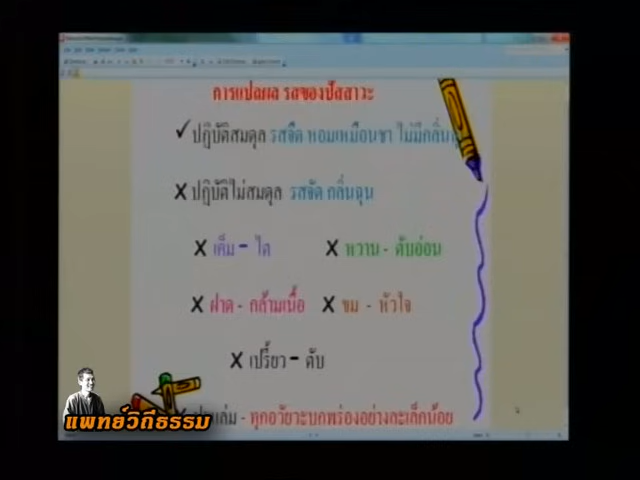 การแปลผล รสของปัสสาวะ
✓ ปฏิบัติสมดุล รสจืด หอมเหมือนชา ไม่มีกลิ่น
x ปฏิบัติไม่สมดุล รสจัด กลิ่นฉุน
x เค็ม - ไต x หวาน - ตับอ่อน
x ฝาด - กล้ามเนื้อ x ขม - หัวใจ
x เปรี้ยว - ตับ
- ทุกอวัยวะบกพร่องอย่างละเล็กน้อย
แพทย์วิถีธรรม